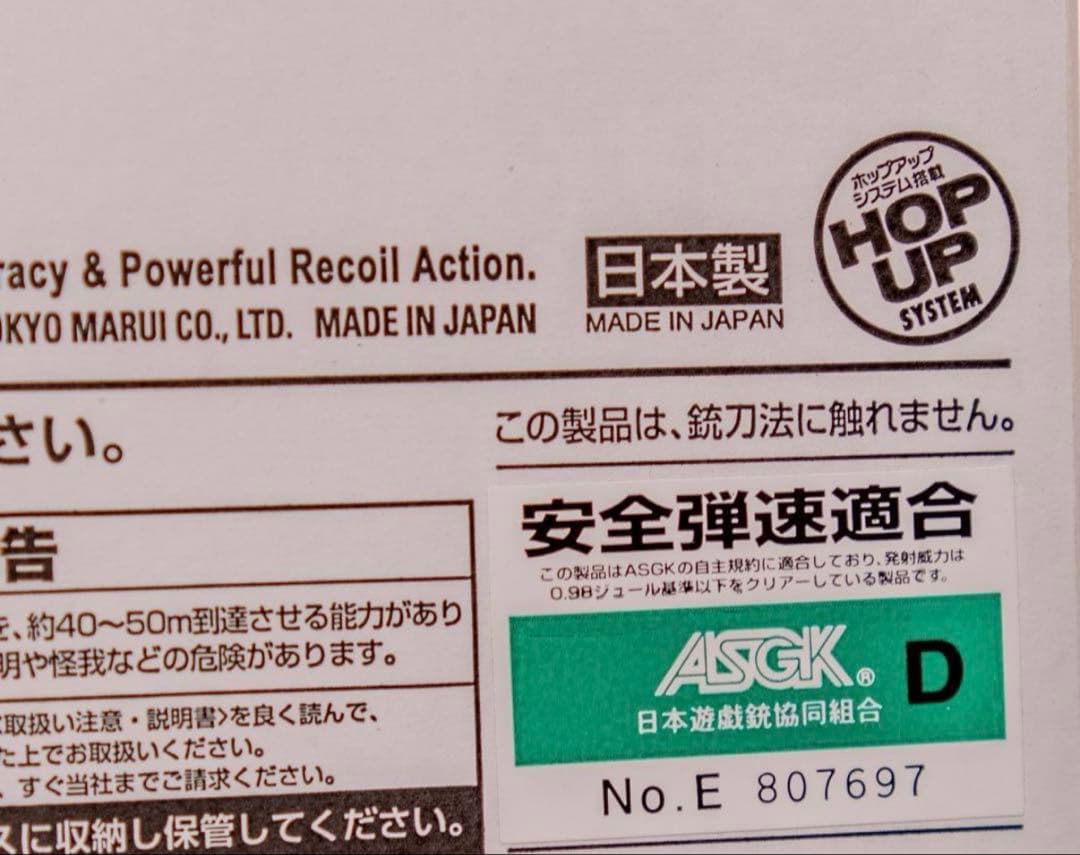 ホップアップ
システム搭載
HOP
UP
SYSTEM
racy & Powerful Recoil Action.
OKYO MARUI CO., LTD. MADE IN JAPAN
日本製
MADE IN JAPAN
さい。
この製品は、銃刀法に触れません。
告
を、約40〜50m到達させる能力があり
明や怪我などの危険があります。
取扱い注意・説明書>を良く読んで、
た上でお取扱いください。
、すぐ当社までご請求ください。
スに収納し保管してください。
安全弾速適合
この製品はASGKの自主規約に適合しており、発射威力は
0.98ジュール基準以下をクリアーしている製品です。
ASGK® D
日本遊戯銃協同組合
No.E 807697